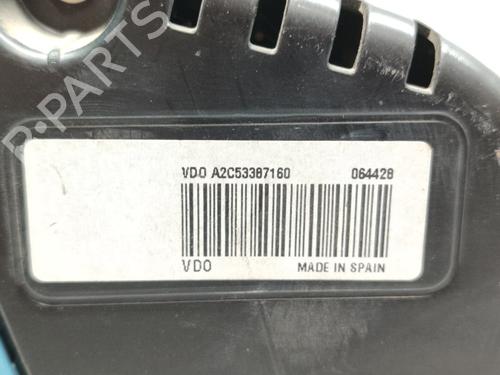 B-PARTS
VDO A2C53387160 064428
VDO MADE IN SPAIN